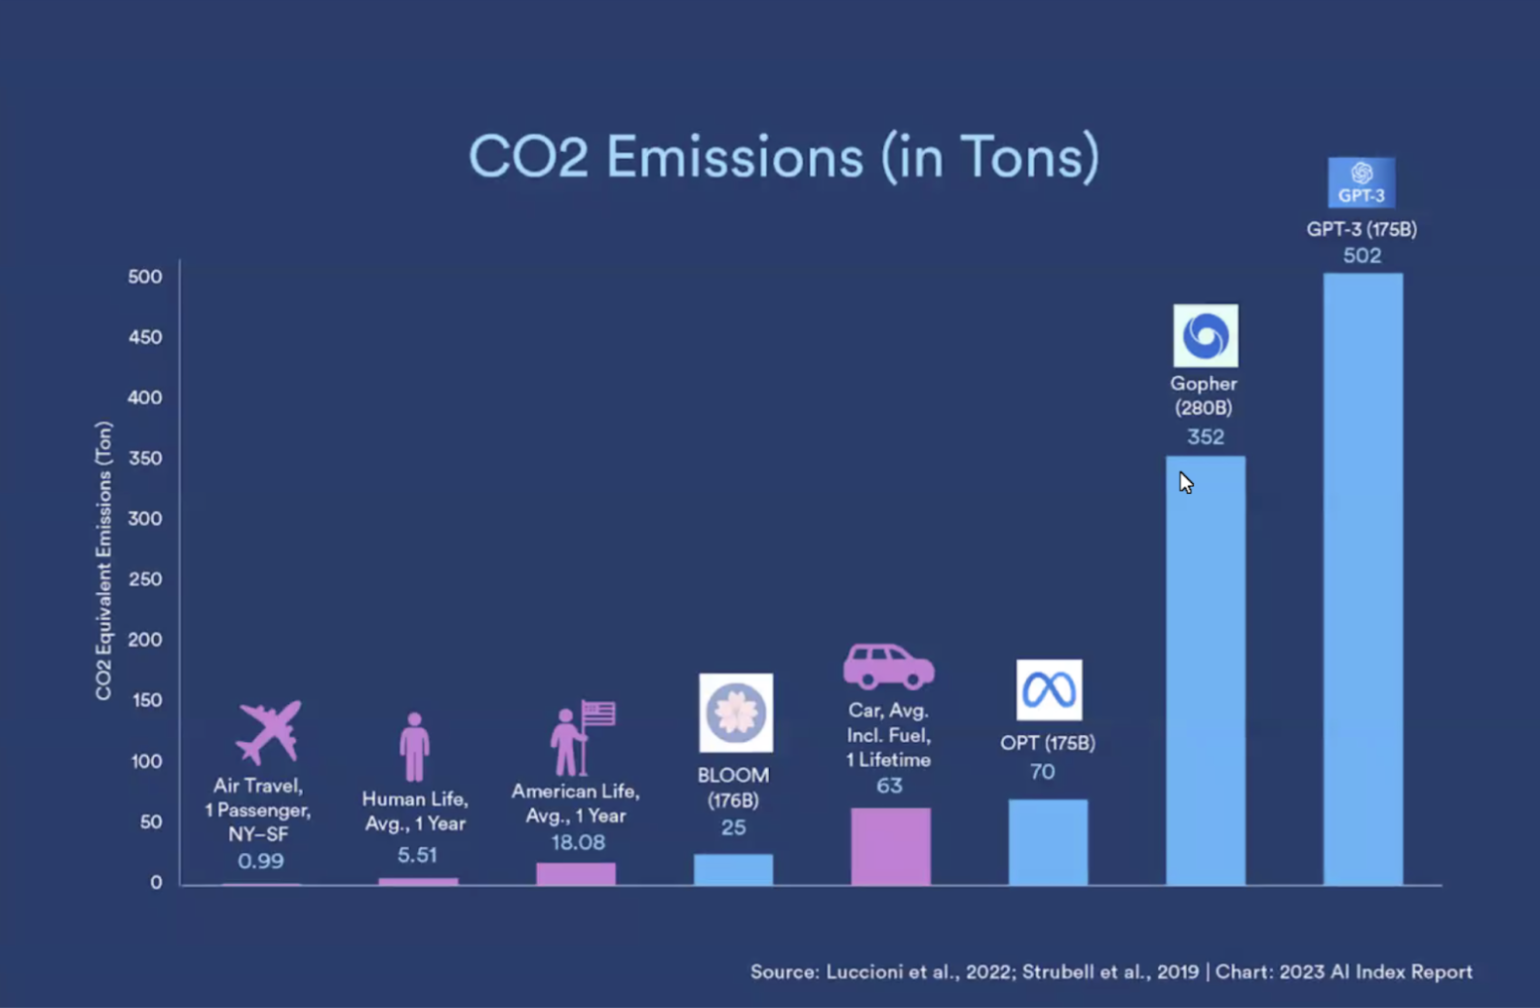 CO2 Emissions (in Tons)
GPT-3
GPT-3 (175B)
502
CO2 Equivalent Emissions (Ton)
500
450
400
350
300
250
200
150
100
50
0
Air Travel,
1 Passenger,
NY–SF
0.99
Human Life,
Avg., 1 Year
5.51
American Life,
Avg., 1 Year
18.08
BLOOM
(176B)
25
Car, Avg.
Incl. Fuel,
1 Lifetime
63
OPT (175B)
70
Gopher
(280B)
352
Source: Luccioni et al., 2022; Strubell et al., 2019 | Chart: 2023 AI Index Report